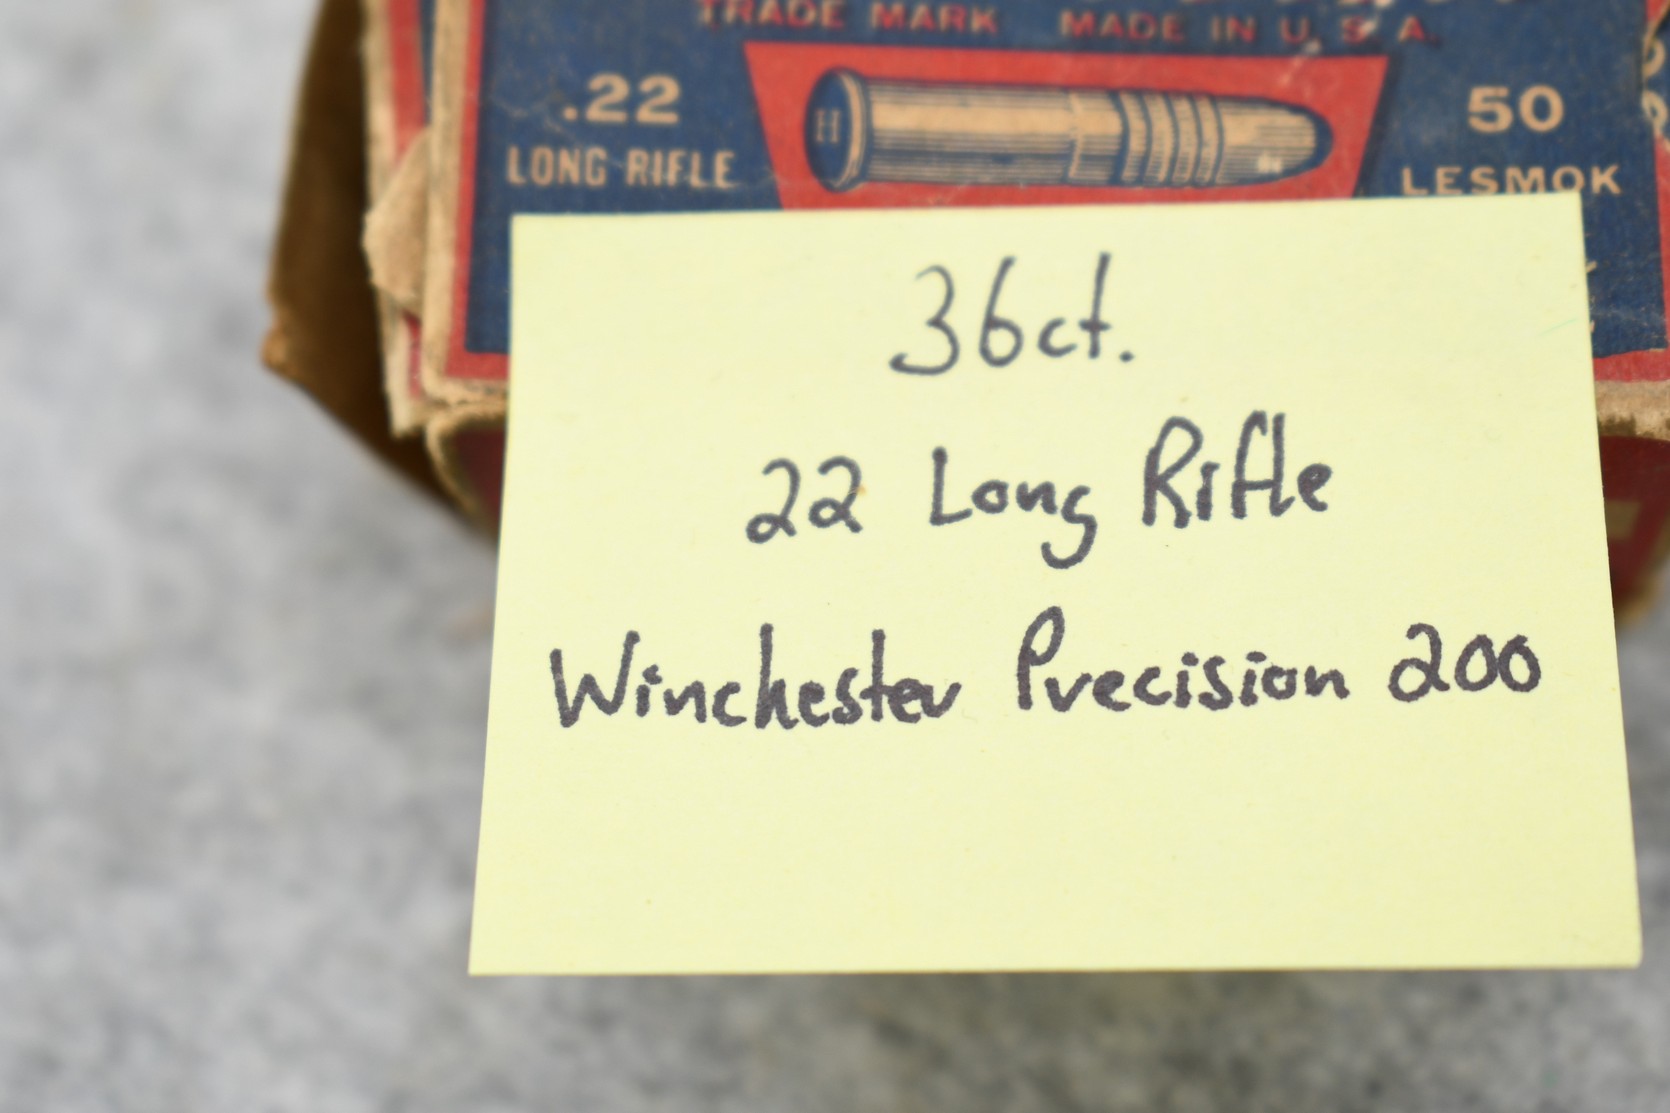 TRADE MARK MADE IN U.S.A.
.22
LONG RIFLE
H
50
LESMOK
36ct.
22 Long Rifle
Winchester Precision 200